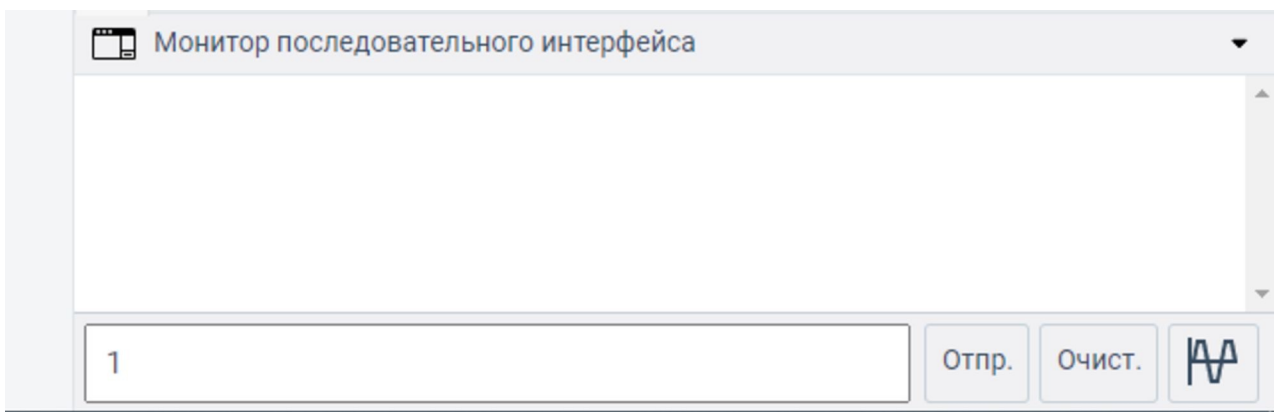 Монитор последовательного интерфейса
1 Отпр. Очист.